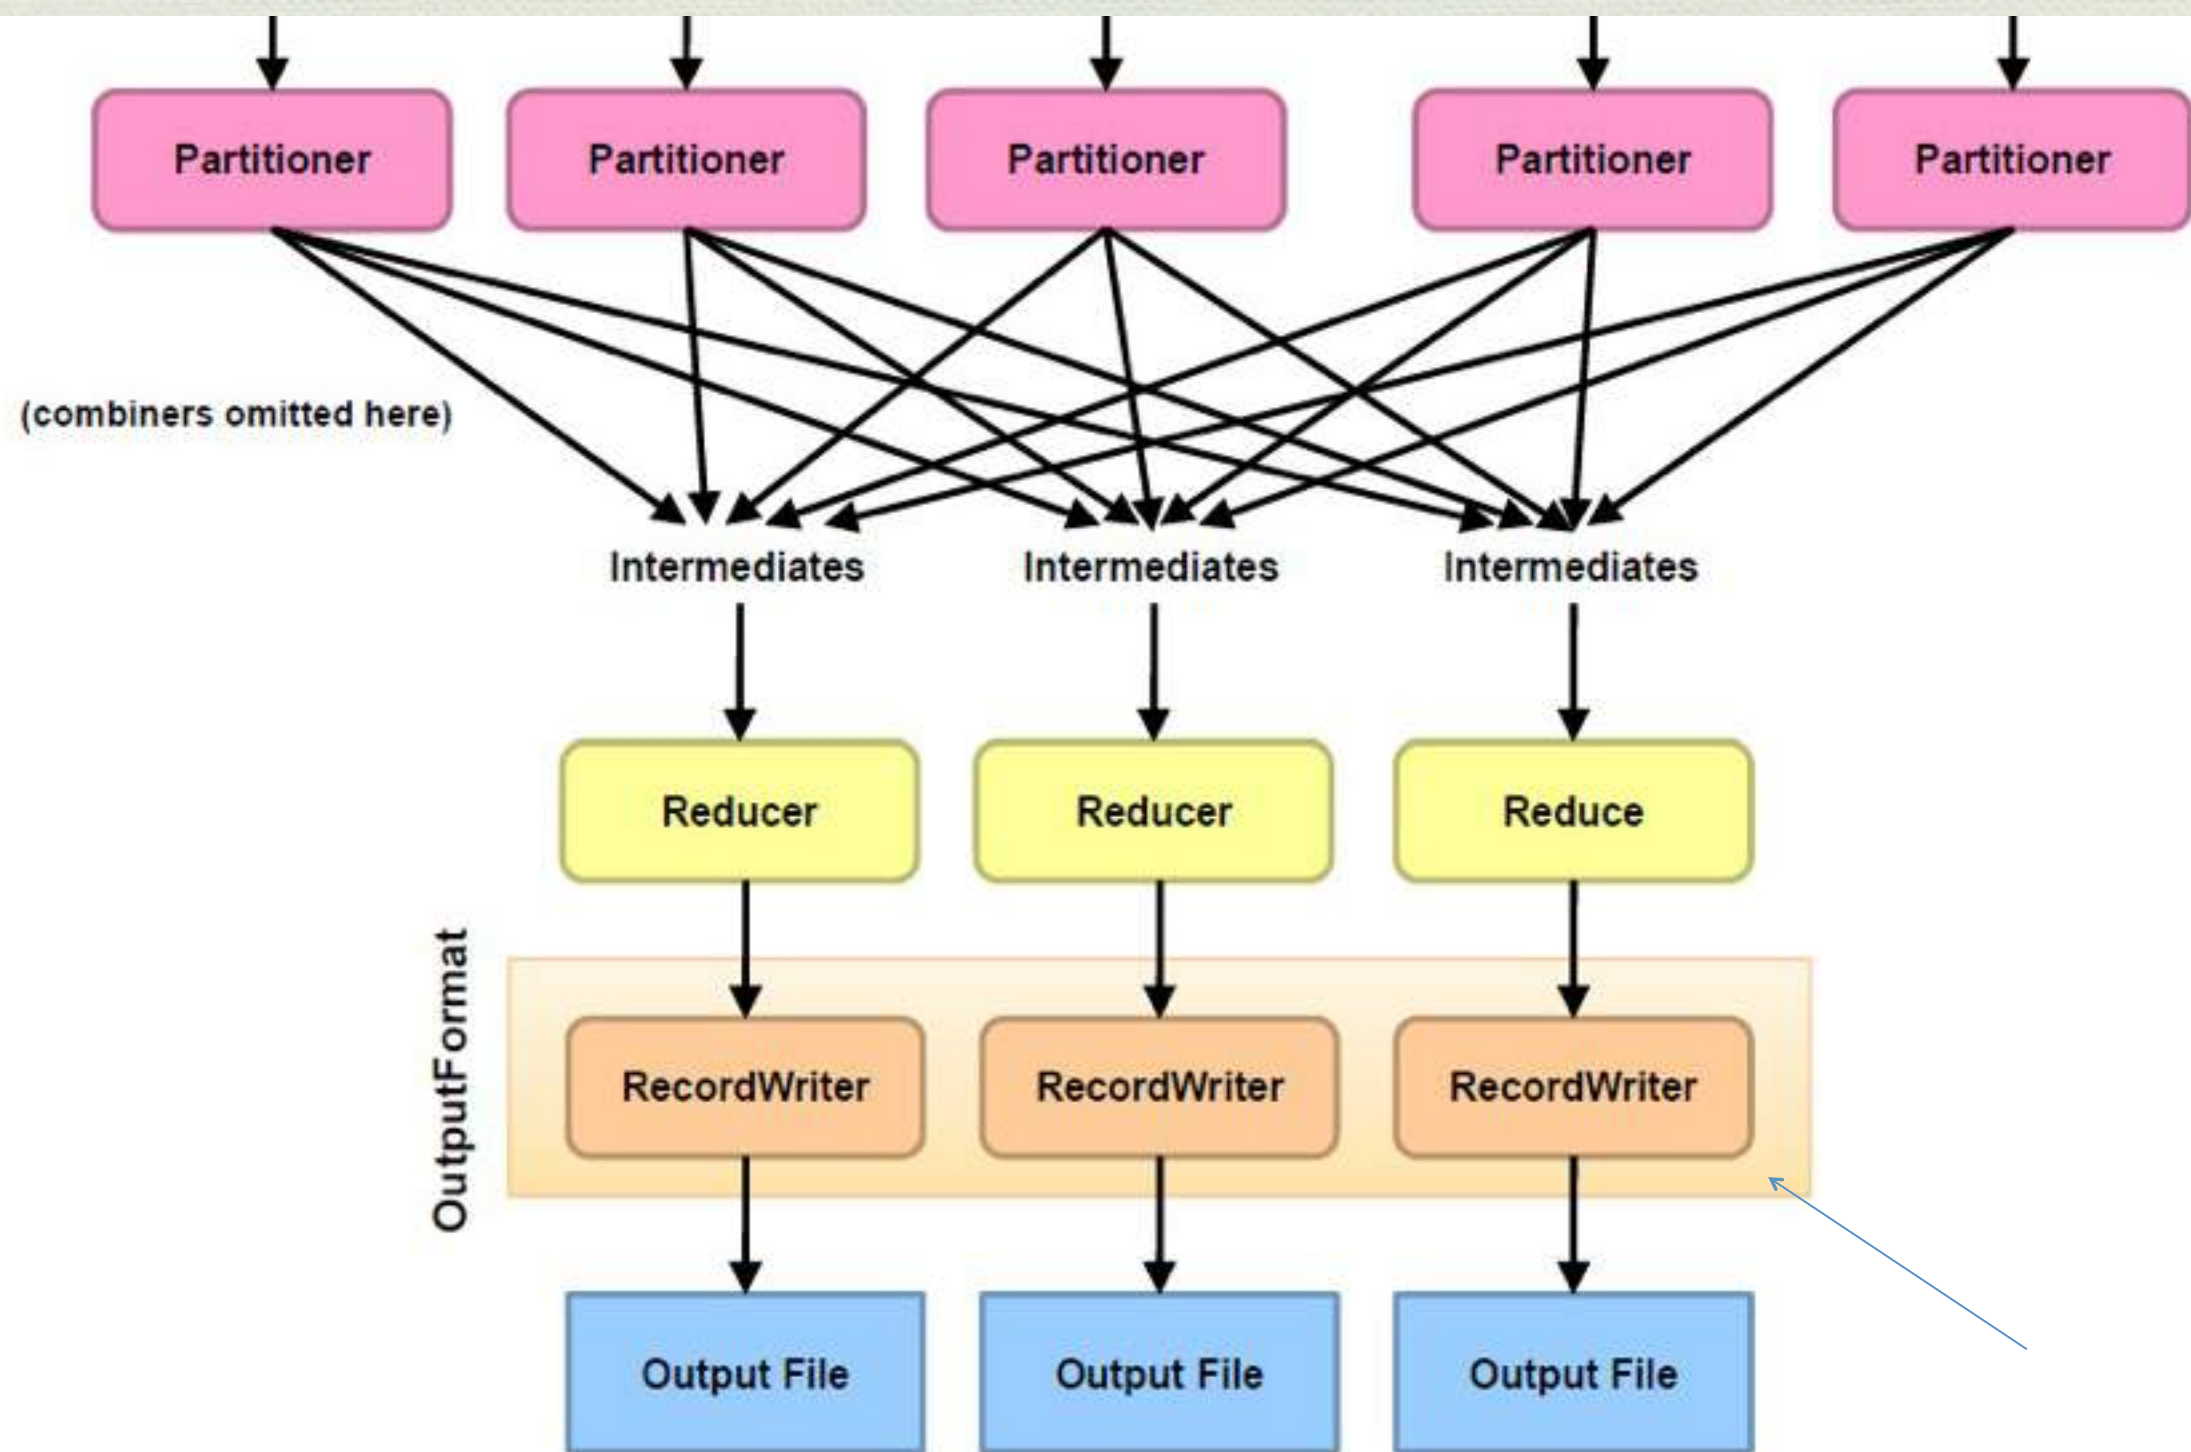 Partitioner
Partitioner
Partitioner
Partitioner
Partitioner
(combiners omitted here)
Intermediates
Intermediates
Intermediates
Reducer
Reducer
Reduce
OutputFormat
RecordWriter
RecordWriter
RecordWriter
Output File
Output File
Output File